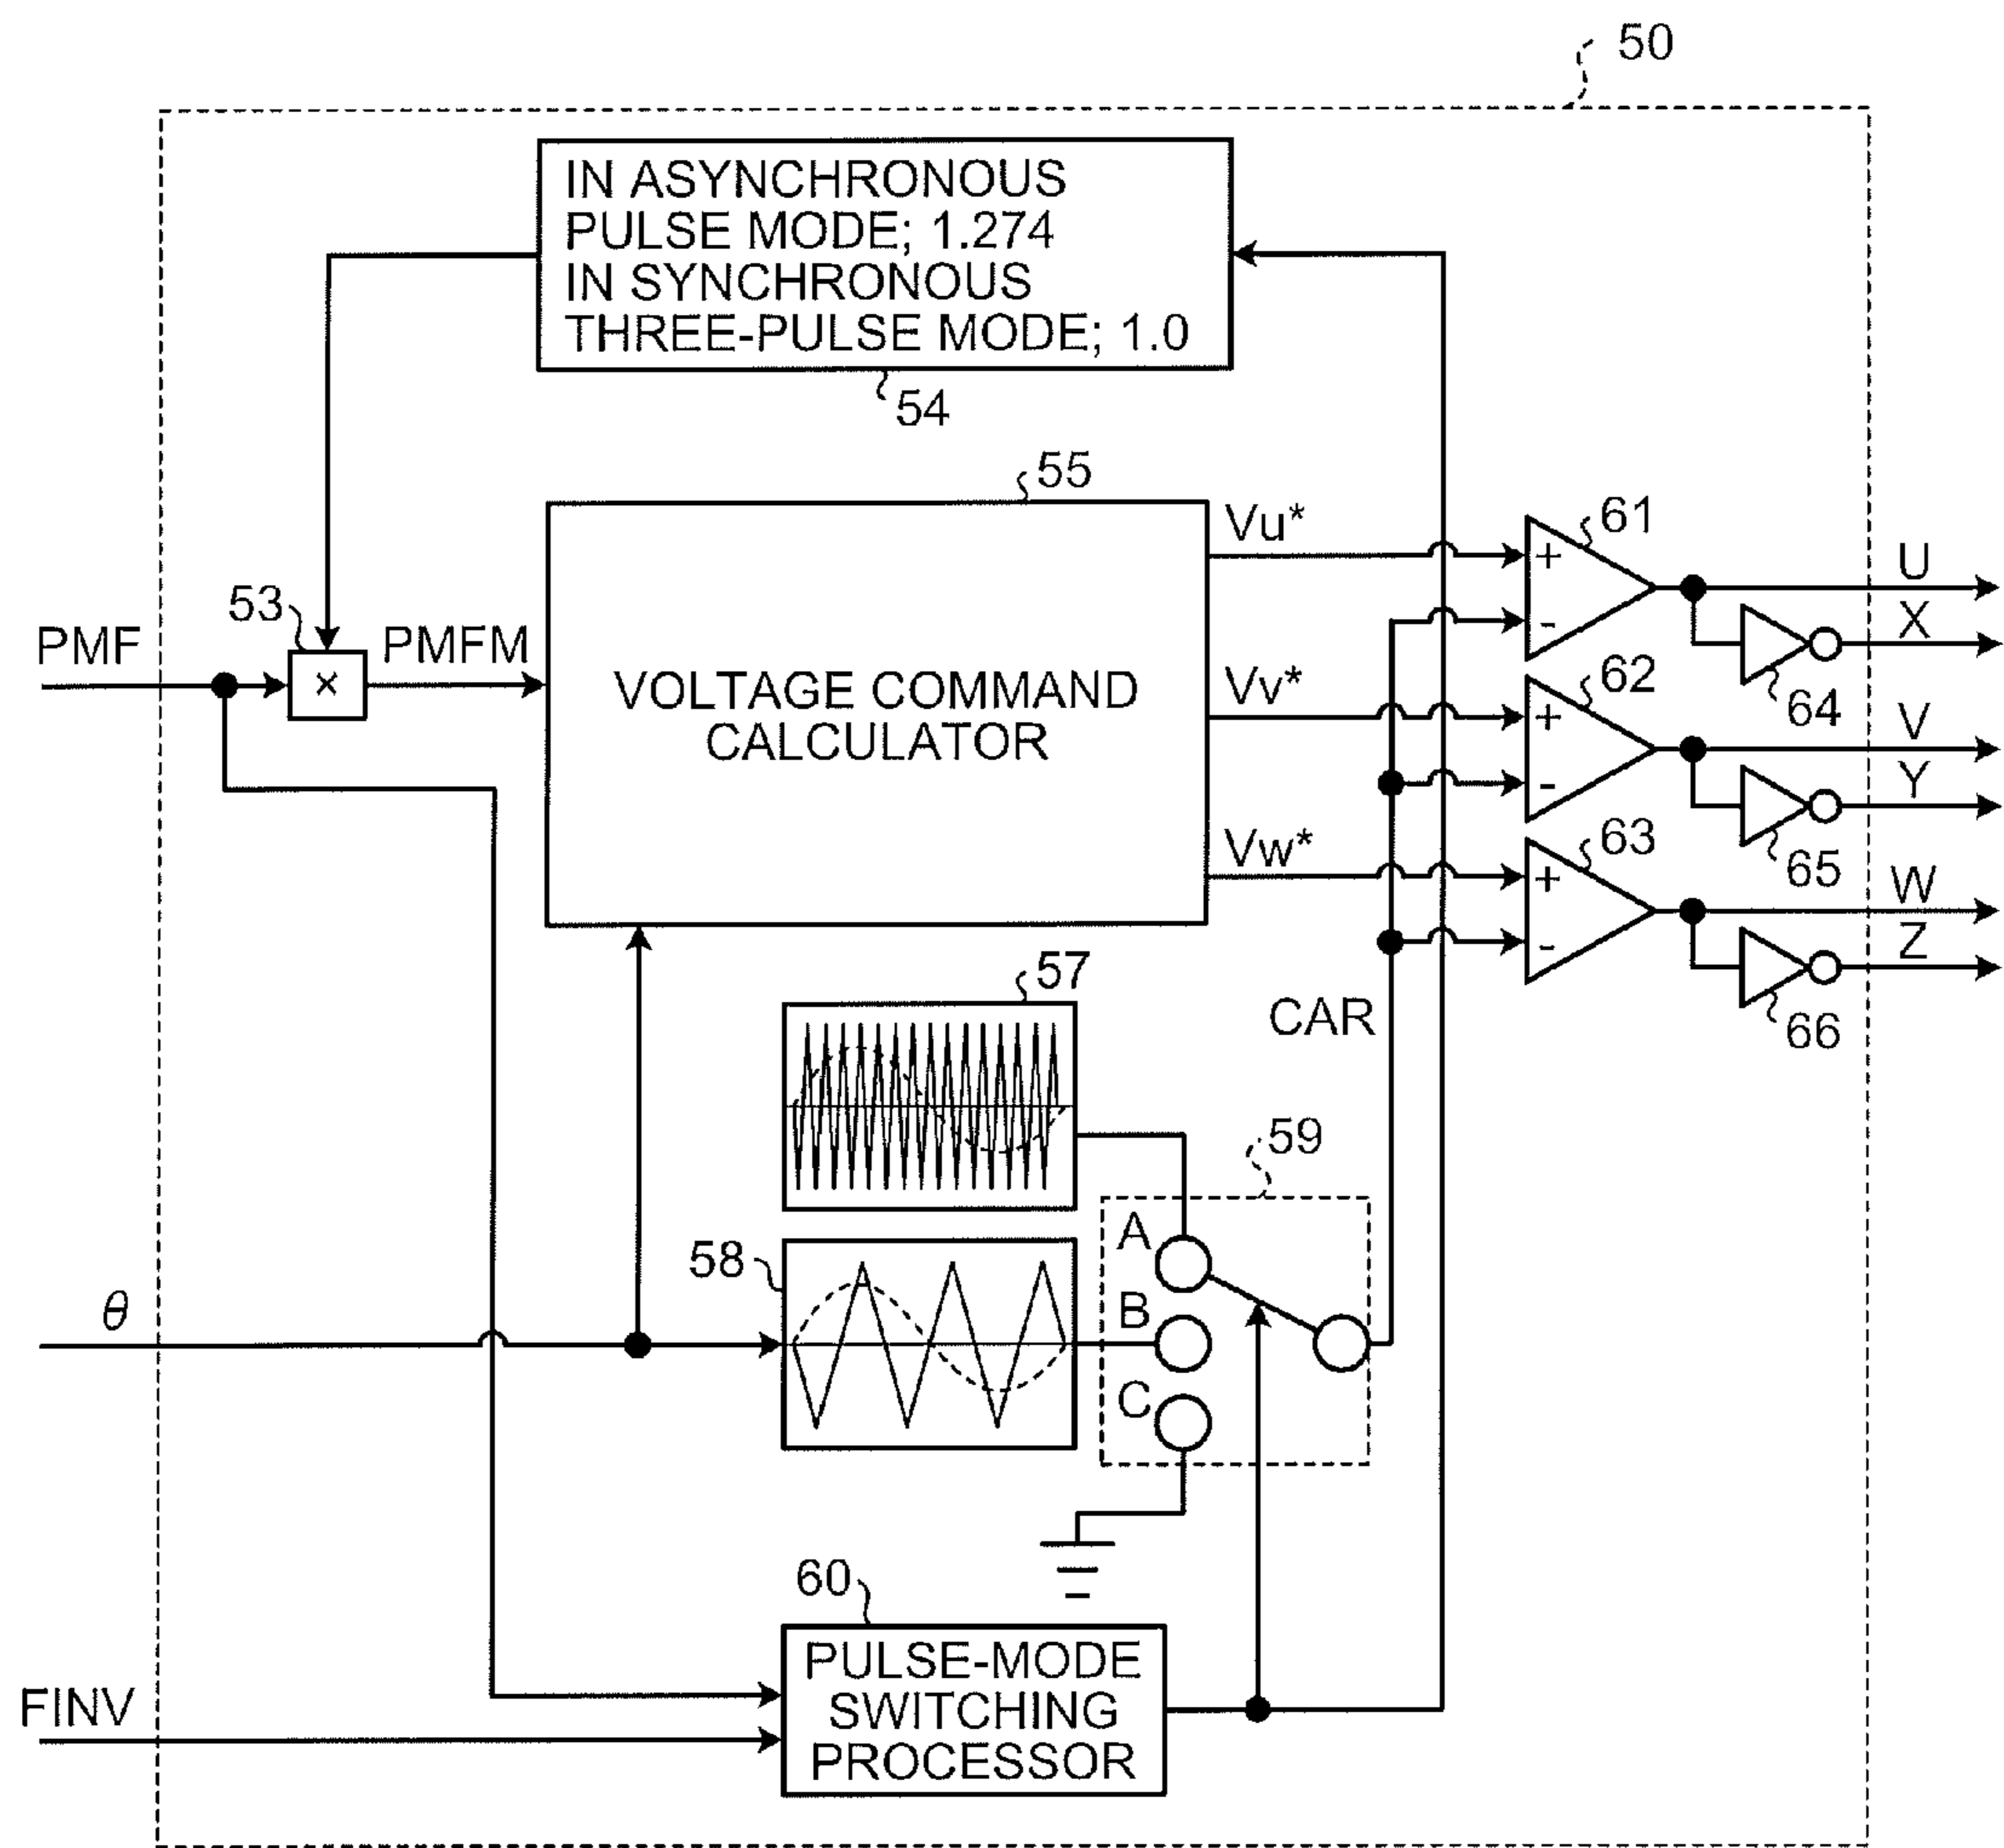 50
IN ASYNCHRONOUS
PULSE MODE; 1.274
IN SYNCHRONOUS
THREE-PULSE MODE; 1.0
54
55
53
PMF
×
PMFM
VOLTAGE COMMAND
CALCULATOR
Vu*
Vv*
Vw*
61
+
-
U
X
64
62
+
-
V
Y
65
63
+
-
W
Z
66
57
CAR
59
58
A
B
C
θ
60
FINV
PULSE-MODE
SWITCHING
PROCESSOR